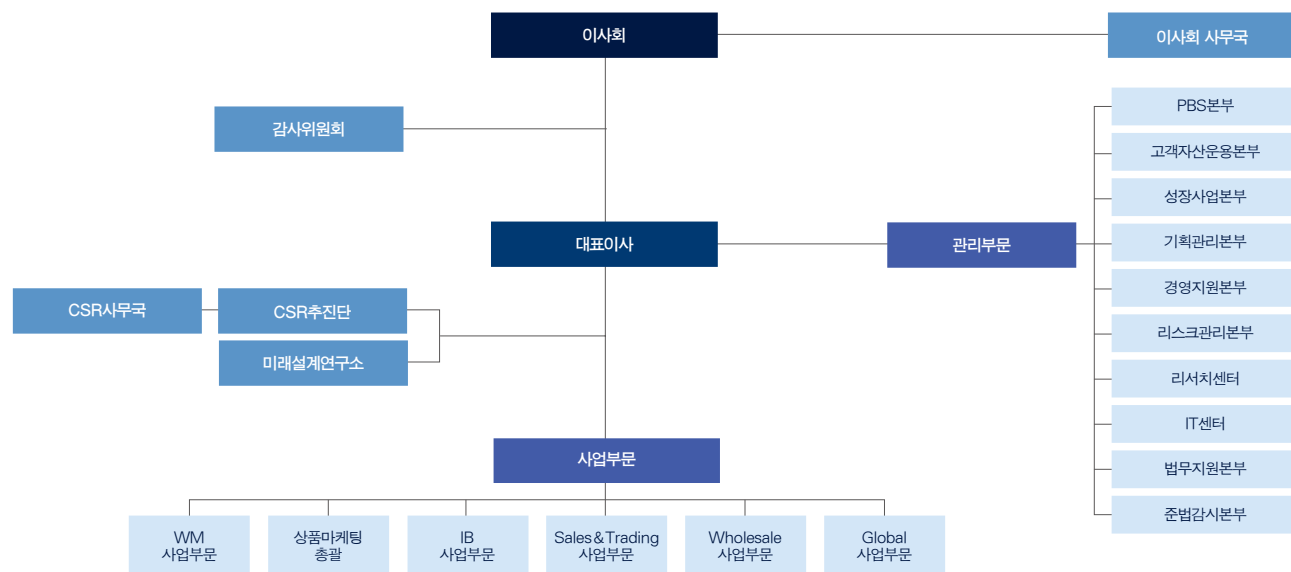 이사회
이사회 사무국
감사위원회
대표이사
관리부문
PBS본부
고객자산운용본부
성장사업본부
기획관리본부
경영지원본부
리스크관리본부
리서치센터
IT센터
법무지원본부
준법감시본부
CSR사무국
CSR추진단
미래설계연구소
사업부문
WM
사업부문
상품마케팅
총괄
IB
사업부문
Sales&Trading
사업부문
Wholesale
사업부문
Global
사업부문